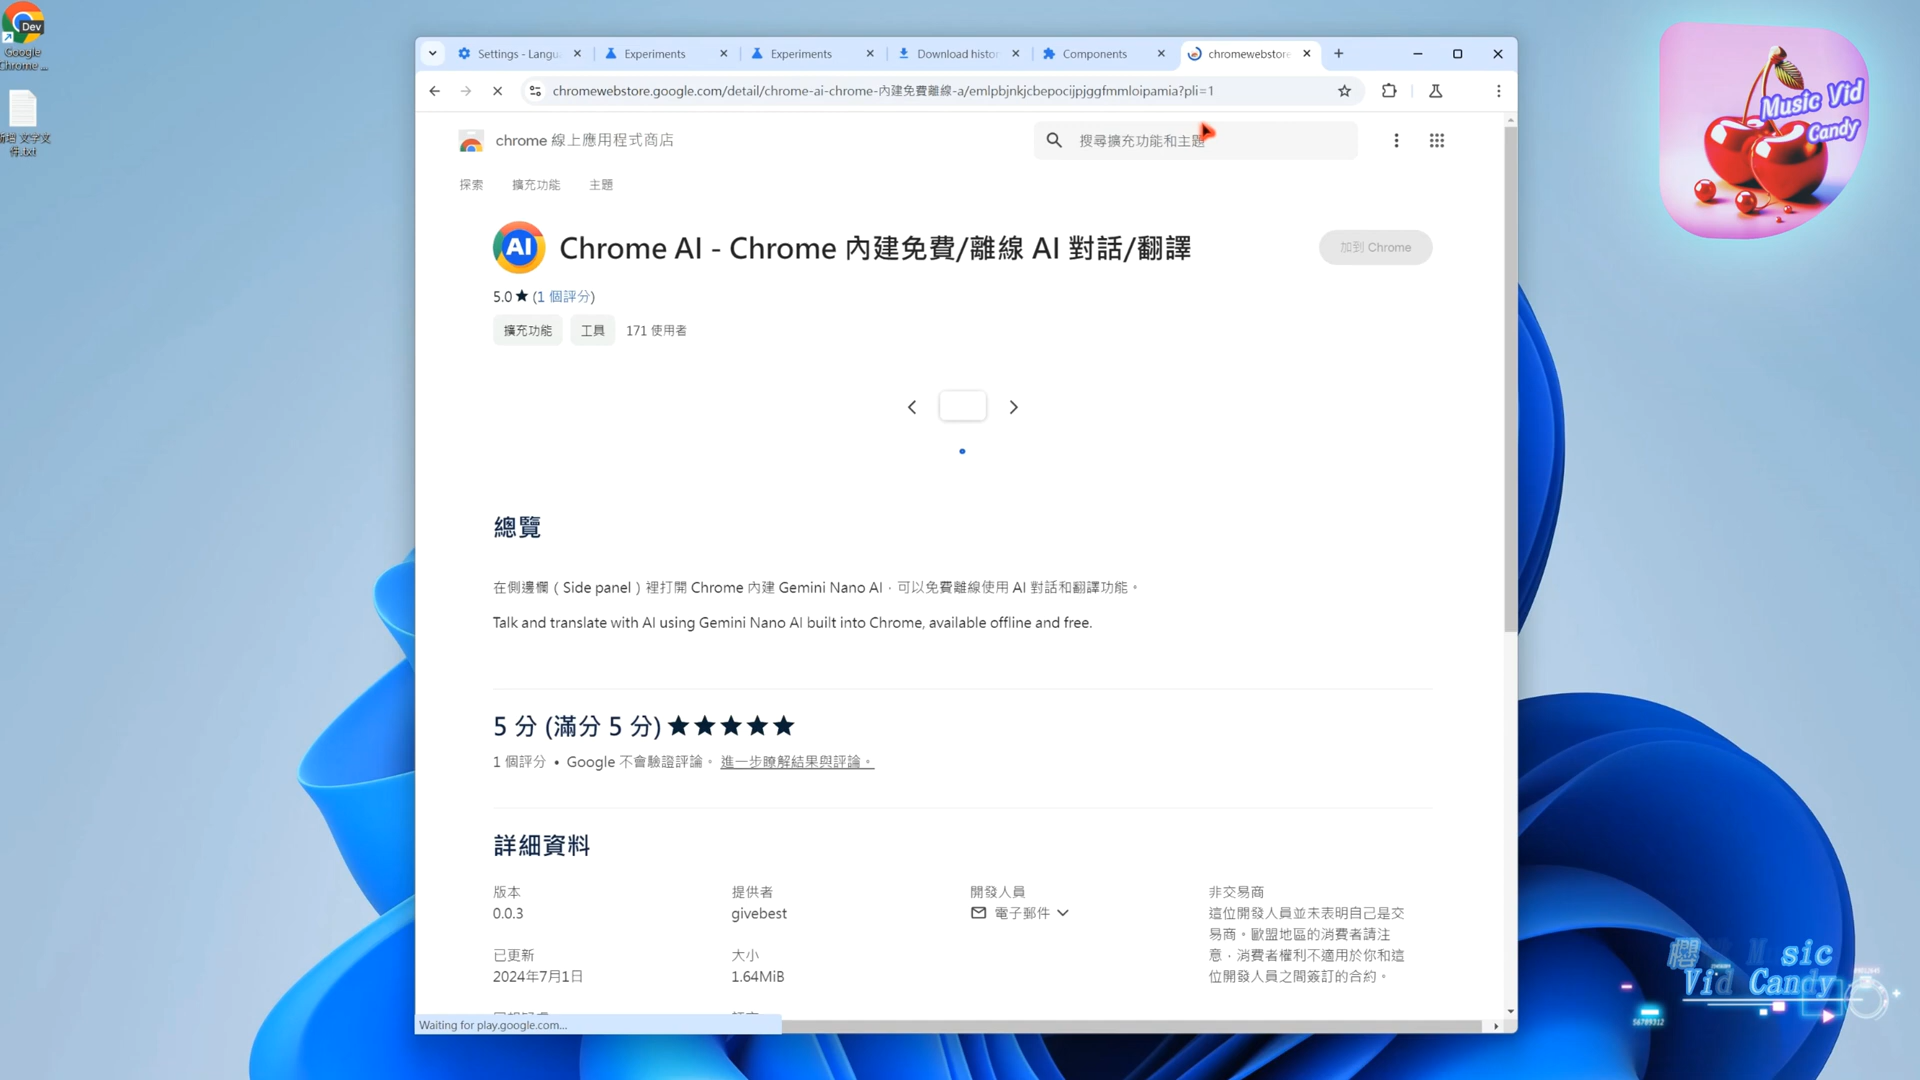 Dev
Google
Chrome ...
新增 文字文
件.txt
Settings - Langu
Experiments
Experiments
Download histor
Components
chromewebstore
chromewebstore.google.com/detail/chrome-ai-chrome-內建免費離線-a/emlpbjnkjcbepocijpjggfmmloipamia?pli=1
chrome 線上應用程式商店
搜尋擴充功能和主題
探索
擴充功能
主題
AI
Chrome AI - Chrome 內建免費/離線 AI 對話/翻譯
加到 Chrome
5.0 ★ (1 個評分)
擴充功能
工具
171 使用者
總覽
在側邊欄 ( Side panel ) 裡打開 Chrome 內建 Gemini Nano AI，可以免費離線使用 AI 對話和翻譯功能。
Talk and translate with AI using Gemini Nano AI built into Chrome, available offline and free.
5 分 (滿分 5 分) ★★★★★
1 個評分 • Google 不會驗證評論。 進一步瞭解結果與評論。
詳細資料
版本
0.0.3
提供者
givebest
開發人員
電子郵件
非交易商
這位開發人員並未表明自己是交
易商。歐盟地區的消費者請注
意，消費者權利不適用於你和這
位開發人員之間簽訂的合約。
已更新
2024年7月1日
大小
1.64MiB
Waiting for play.google.com...
Music Vid
Candy
櫻 M sic
Vid Candy
56789312